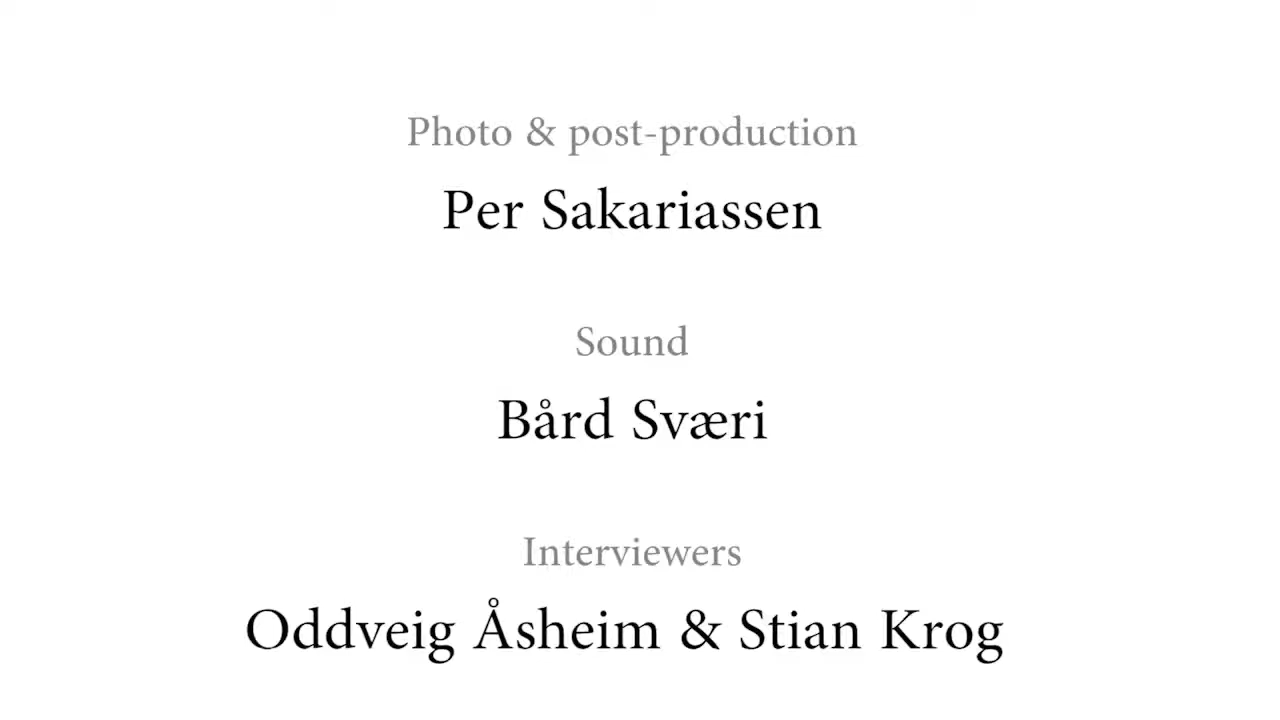 Photo & post-production
Per Sakariassen
Sound
Bård Sværi
Interviewers
Oddveig Åsheim & Stian Krog